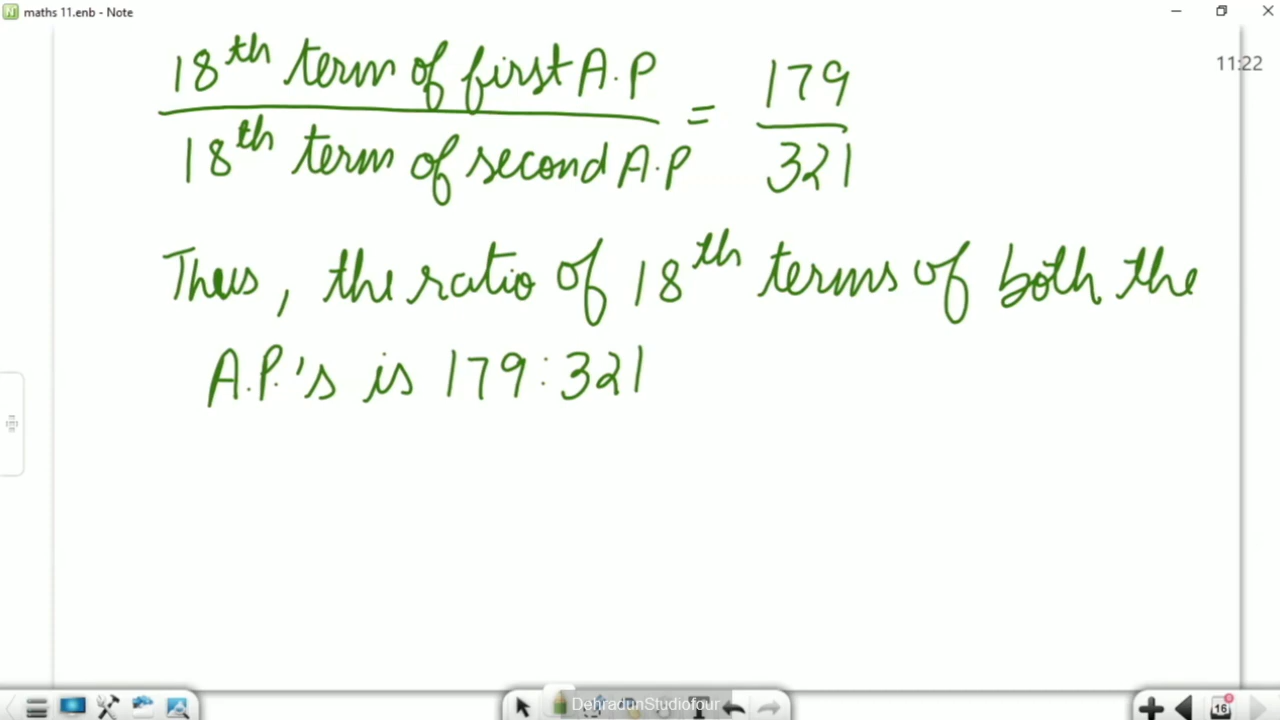 maths 11.enb - Note
11:22
18th term of first A.P
18th term of second A.P
= 179
321
Thus, the ratio of 18th terms of both the
A.P.'s is 179:321
DehradunStudiofour
16